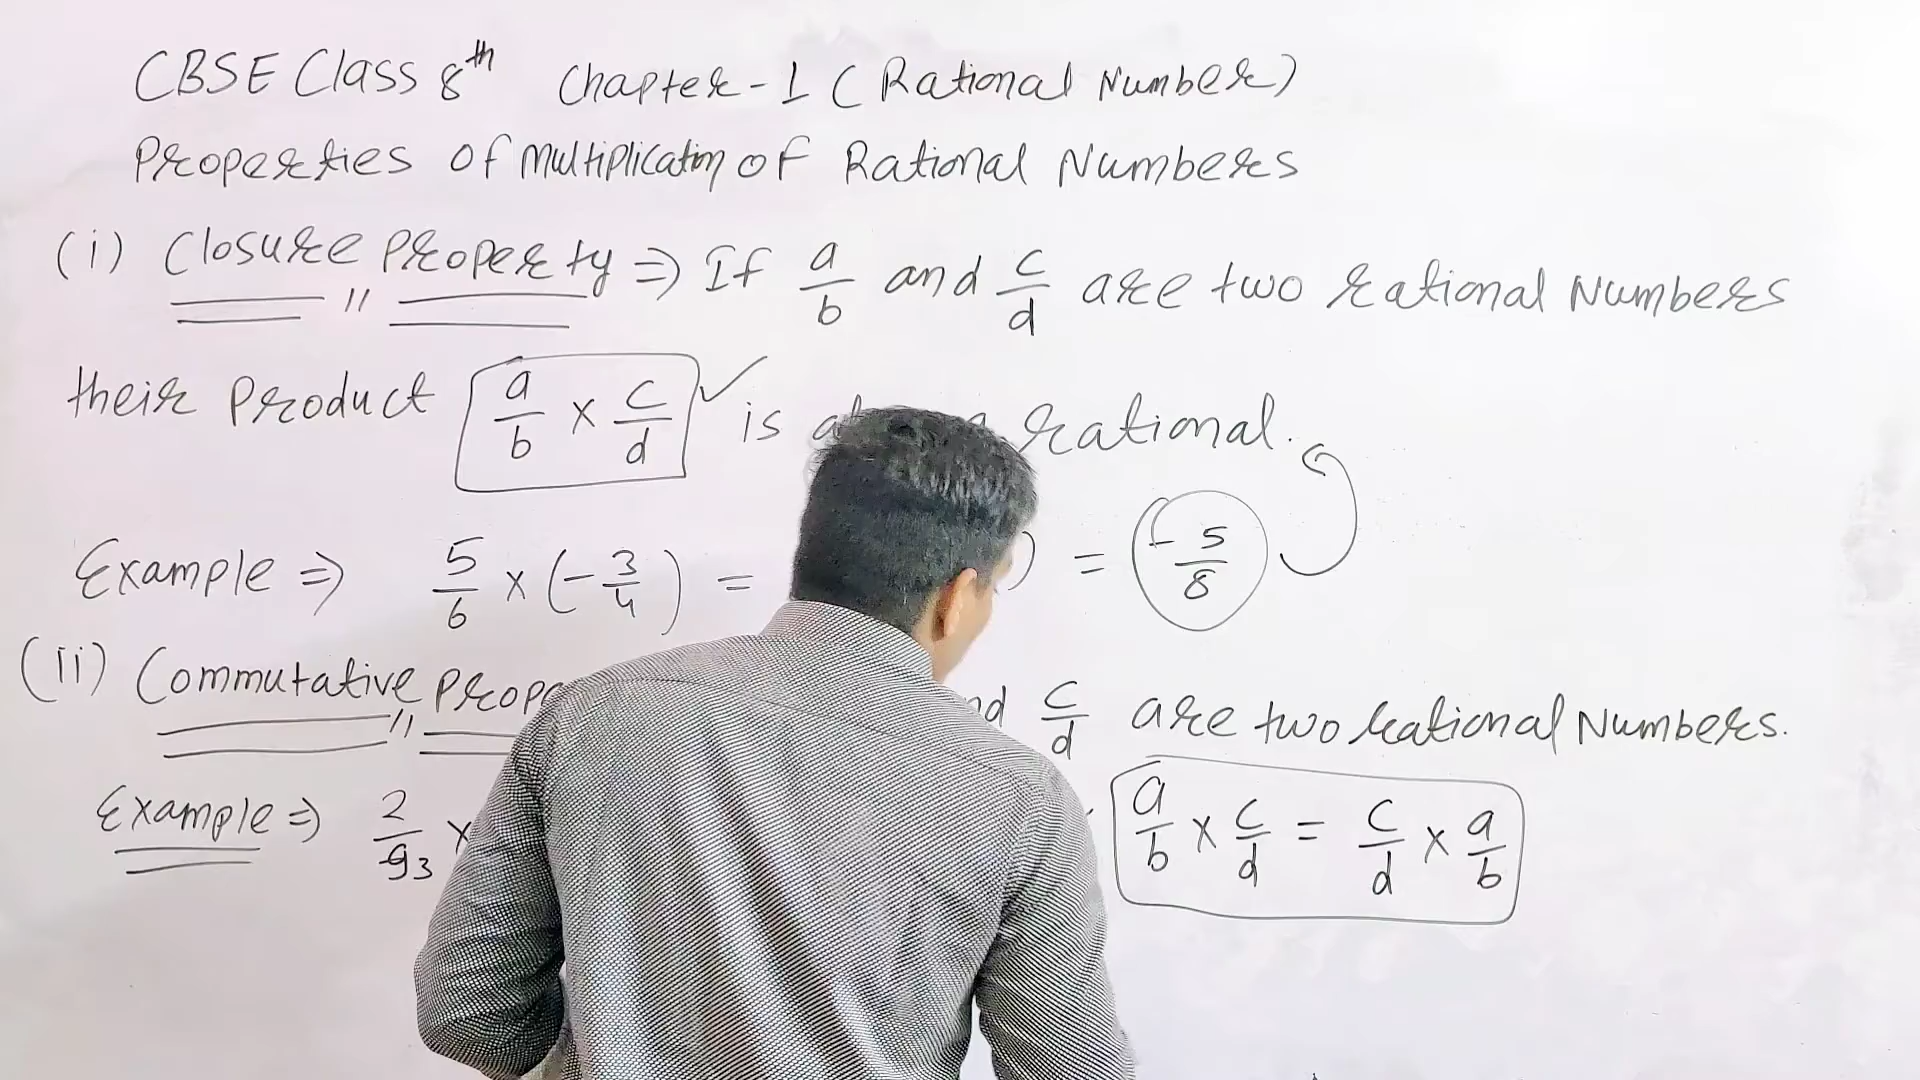 CBSE Class 8th Chapter-1 (Rational Number)
Properties of Multiplication of Rational Numbers
(i) Closure Property ⇒ If a/b and c/d are two rational Numbers
their Product a/b × c/d ✓ is rational.
Example ⇒ 5/6 × (-3/4) = ) = -5/8
(ii) Commutative c/d are two rational Numbers.
Example ⇒ 2/93 × a/b × c/d = c/d × a/b